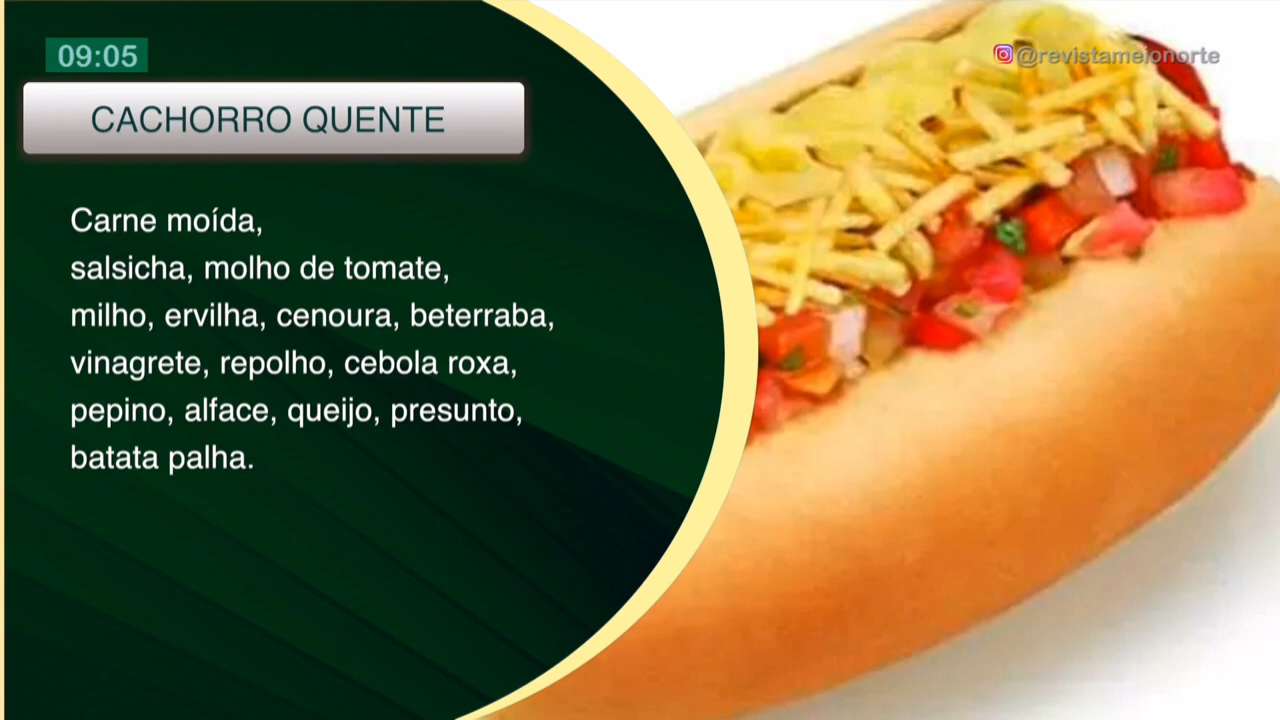 09:05
@revistameionorte
CACHORRO QUENTE
Carne moída,
salsicha, molho de tomate,
milho, ervilha, cenoura, beterraba,
vinagrete, repolho, cebola roxa,
pepino, alface, queijo, presunto,
batata palha.